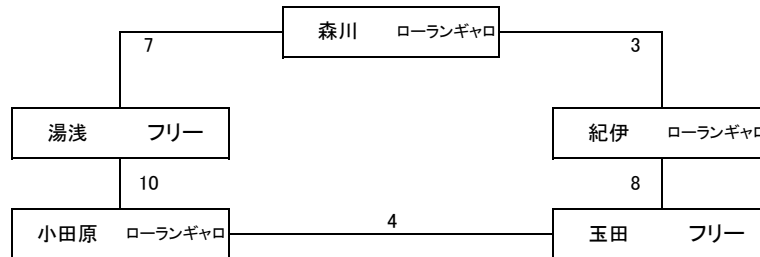 森川 ローランギャロ
7 3
湯浅 フリー 紀伊 ローランギャロ
10 8
小田原 ローランギャロ 4 玉田 フリー